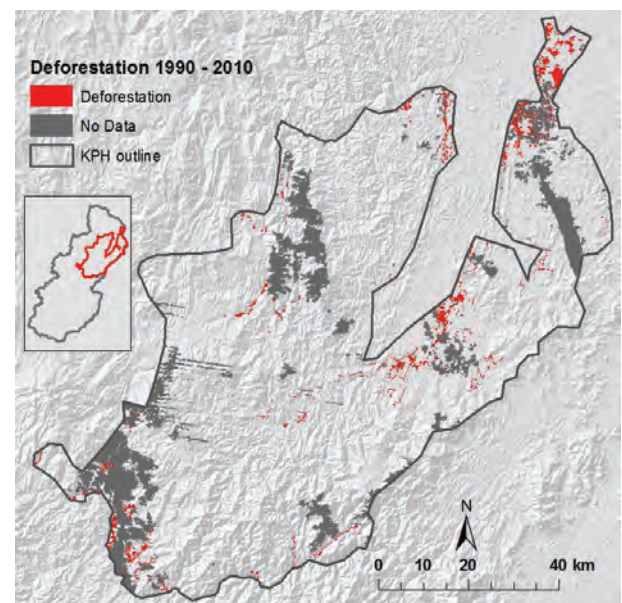 Deforestation 1990 - 2010
Deforestation
No Data
KPH outline
N
0 10 20 40 km